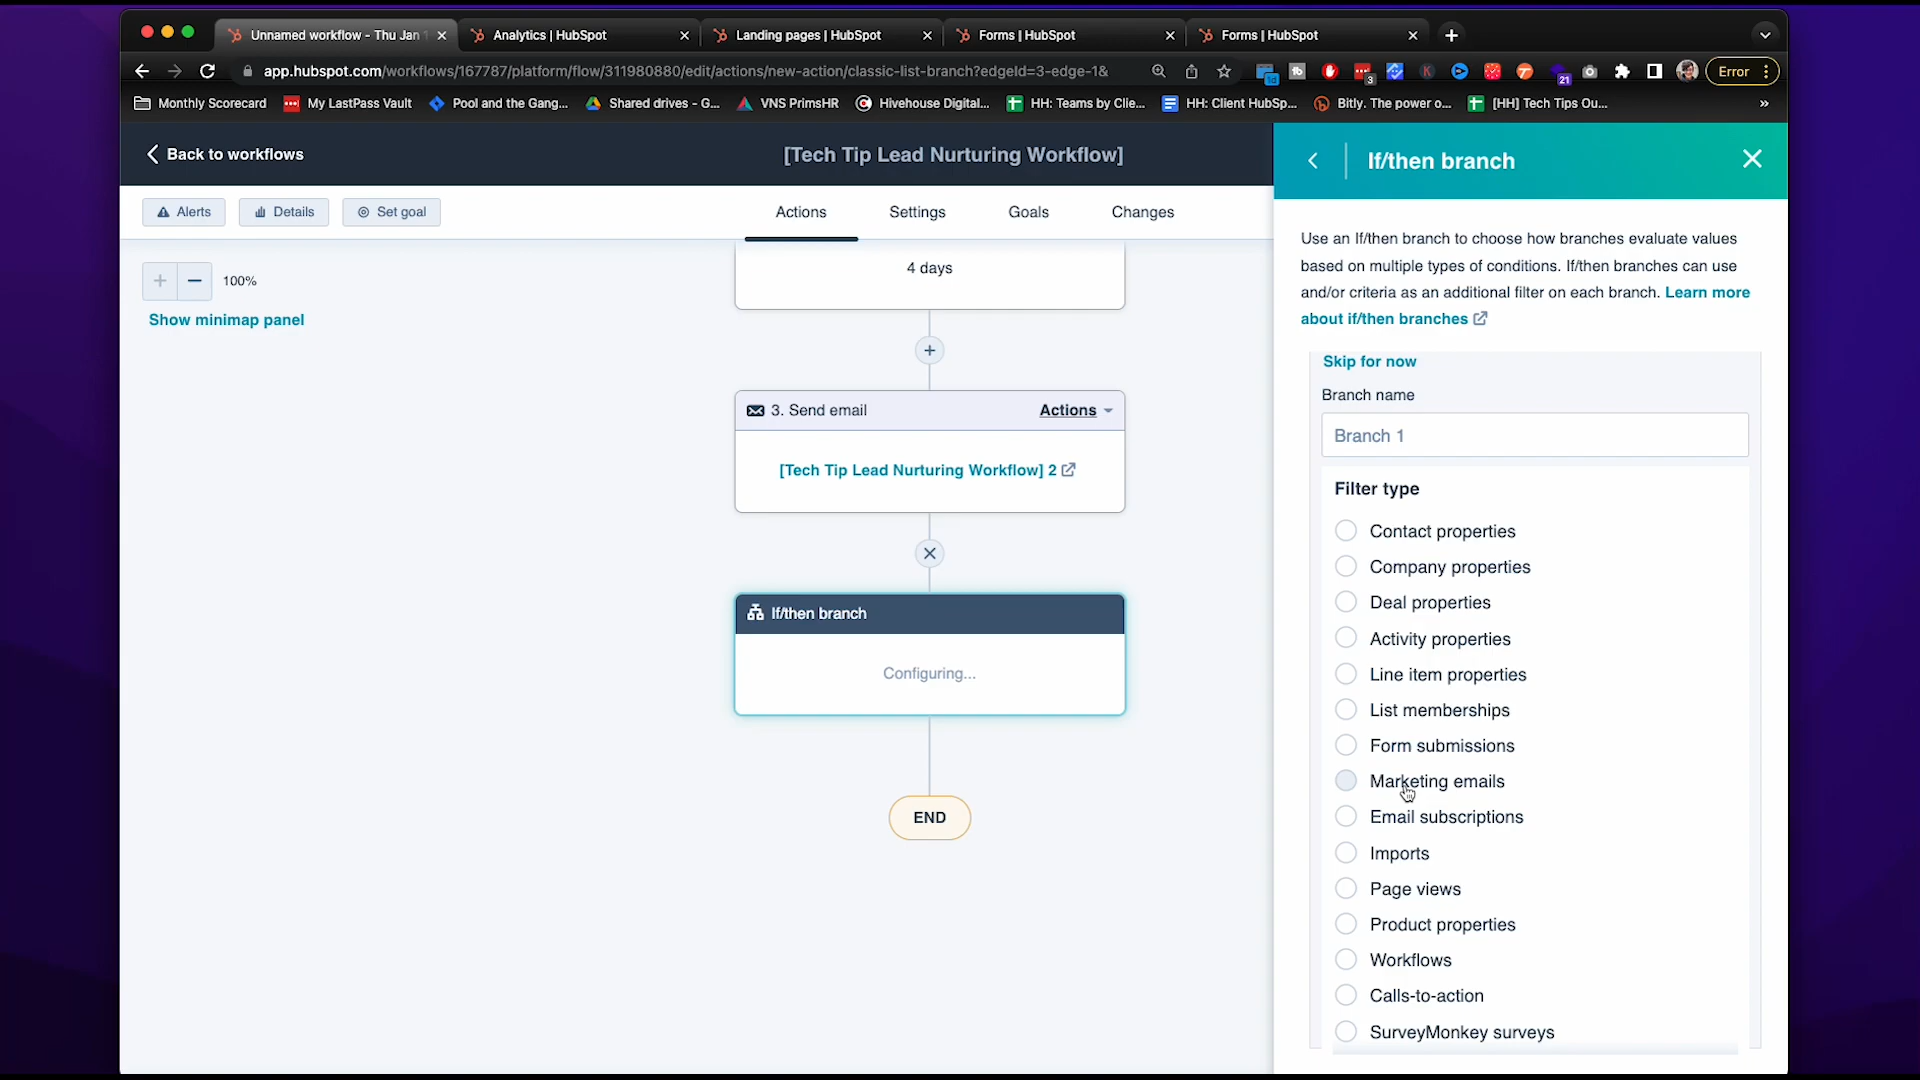 Unnamed workflow - Thu Jan 1
Analytics | HubSpot
Landing pages | HubSpot
Forms | HubSpot
Forms | HubSpot
app.hubspot.com/workflows/167787/platform/flow/311980880/edit/actions/new-action/classic-list-branch?edgeId=3-edge-1&
3
21
Error
Monthly Scorecard
My LastPass Vault
Pool and the Gang...
Shared drives - G...
VNS PrimsHR
Hivehouse Digital...
HH: Teams by Clie...
HH: Client HubSp...
Bitly. The power o...
[HH] Tech Tips Ou...
»
Back to workflows
[Tech Tip Lead Nurturing Workflow]
If/then branch
Alerts
Details
Set goal
Actions
Settings
Goals
Changes
100%
Show minimap panel
4 days
3. Send email
Actions
[Tech Tip Lead Nurturing Workflow] 2
If/then branch
Configuring...
END
Use an If/then branch to choose how branches evaluate values
based on multiple types of conditions. If/then branches can use
and/or criteria as an additional filter on each branch. Learn more
about if/then branches
Skip for now
Branch name
Branch 1
Filter type
Contact properties
Company properties
Deal properties
Activity properties
Line item properties
List memberships
Form submissions
Marketing emails
Email subscriptions
Imports
Page views
Product properties
Workflows
Calls-to-action
SurveyMonkey surveys